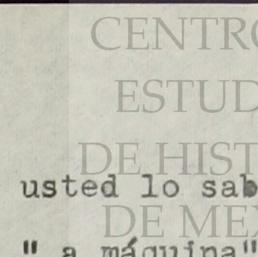 CENTRO
ESTUD
DE HIST
usted lo sab
DE MEX
" a máquina"